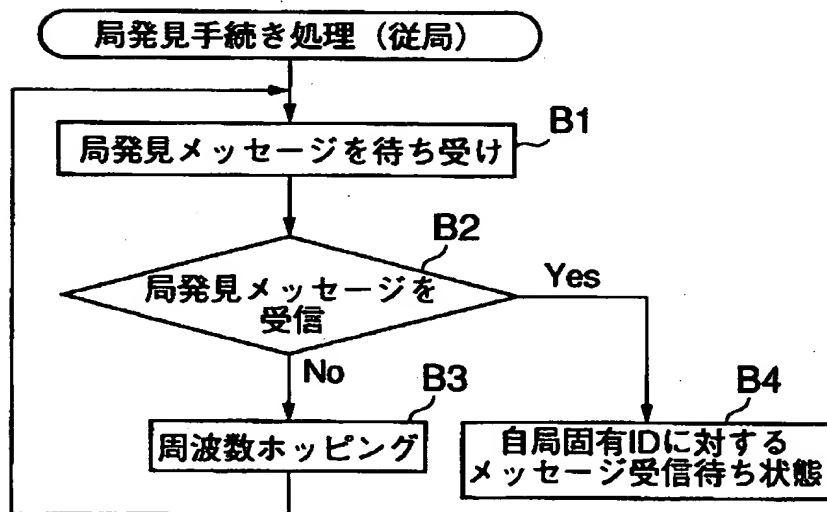 局発見手続き処理（従局）
B1
局発見メッセージを待ち受け
B2
局発見メッセージを
受信
Yes
No
B3
周波数ホッピング
B4
自局固有IDに対する
メッセージ受信待ち状態